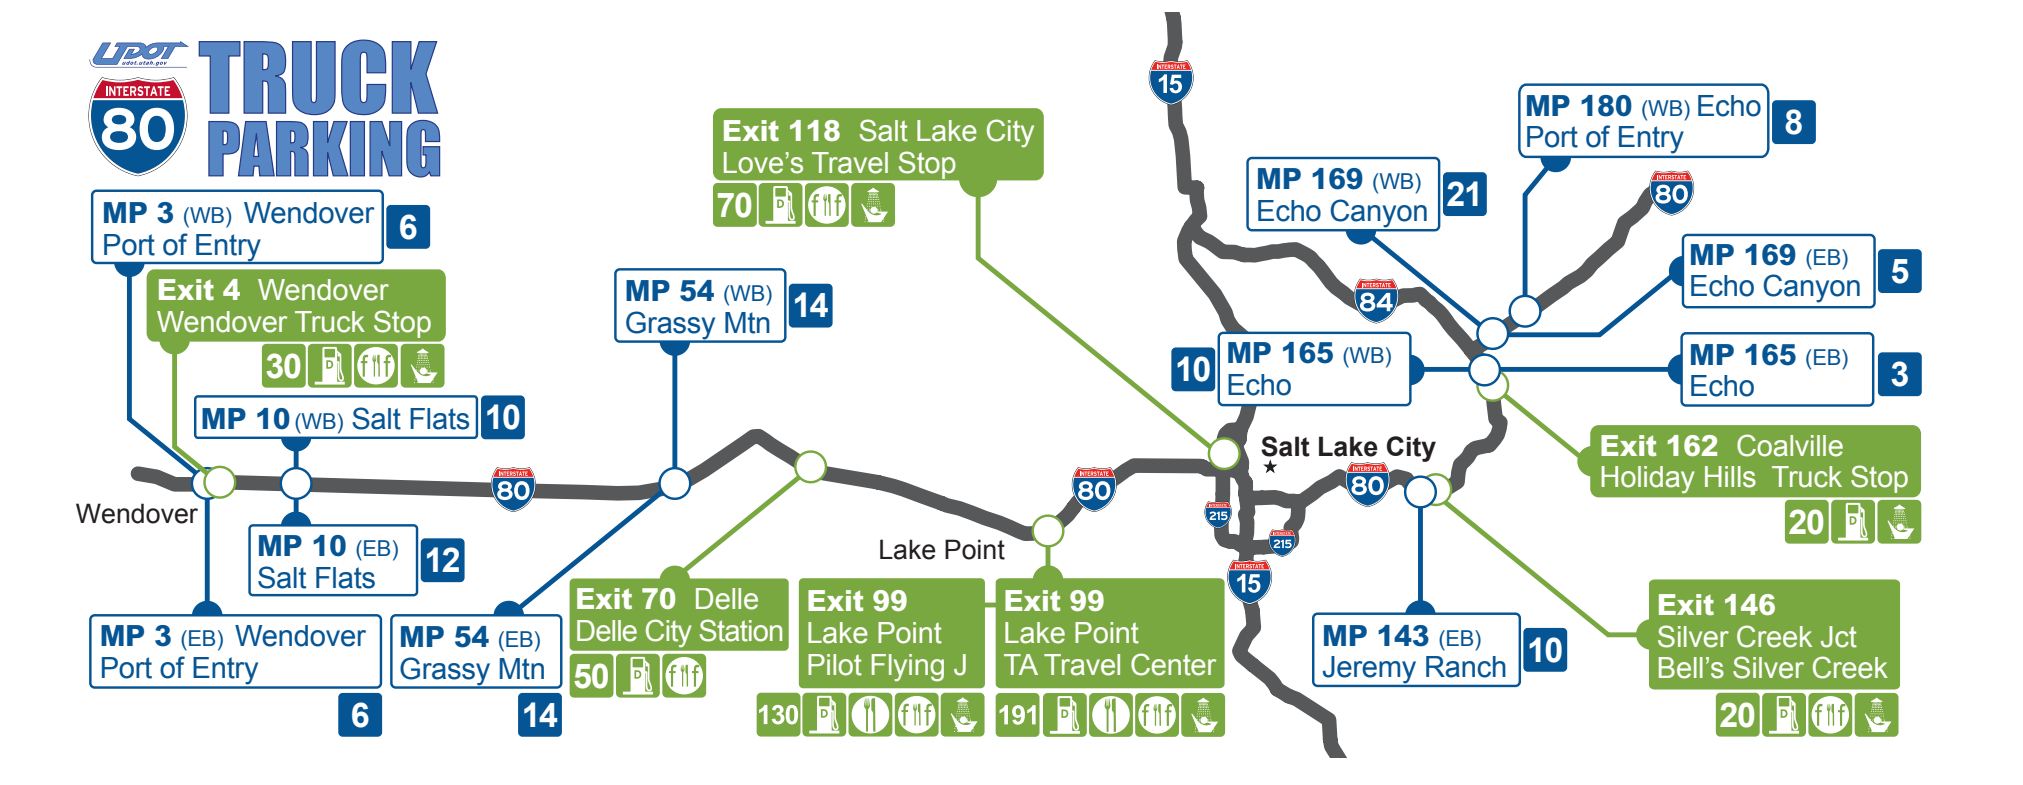 UDOT
udot.utah.gov
INTERSTATE
80
TRUCK
PARKING
MP 3 (WB) Wendover
Port of Entry
6
Exit 4 Wendover
Wendover Truck Stop
30
D
f f
MP 10 (WB) Salt Flats
10
Wendover
MP 10 (EB)
Salt Flats
12
MP 3 (EB) Wendover
Port of Entry
6
INTERSTATE
80
MP 54 (WB)
Grassy Mtn
14
MP 54 (EB)
Grassy Mtn
14
Exit 70 Delle
Delle City Station
50
D
f f
Lake Point
Exit 99
Lake Point
Pilot Flying J
130
D
f f
Exit 99
Lake Point
TA Travel Center
191
D
f f
INTERSTATE
80
Exit 118 Salt Lake City
Love's Travel Stop
70
D
f f
INTERSTATE
15
INTERSTATE
84
Salt Lake City
INTERSTATE
80
215
215
INTERSTATE
15
MP 143 (EB)
Jeremy Ranch
10
Exit 146
Silver Creek Jct
Bell's Silver Creek
20
D
f f
Exit 162 Coalville
Holiday Hills Truck Stop
20
D
10
MP 165 (WB)
Echo
MP 165 (EB)
Echo
3
MP 169 (WB)
Echo Canyon
21
MP 169 (EB)
Echo Canyon
5
MP 180 (WB) Echo
Port of Entry
8
INTERSTATE
80